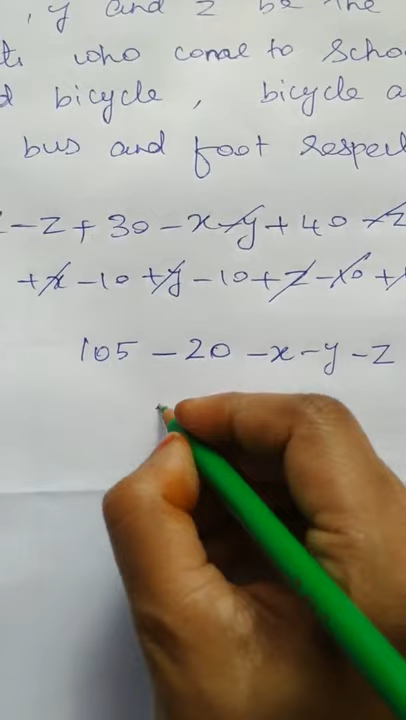 , y and z be the
who come to scho
bicycle, bicycle a
bus and foot respec
- z + 30 - x - y + 40 - z
+ x - 10 + y - 10 + z - 10 +
105 - 20 - x - y - z